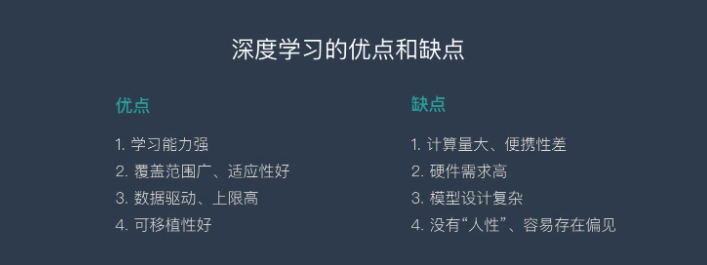 深度学习的优点和缺点
优点
1. 学习能力强
2. 覆盖范围广、适应性好
3. 数据驱动、上限高
4. 可移植性好
缺点
1. 计算量大、便携性差
2. 硬件需求高
3. 模型设计复杂
4. 没有“人性”、容易存在偏见